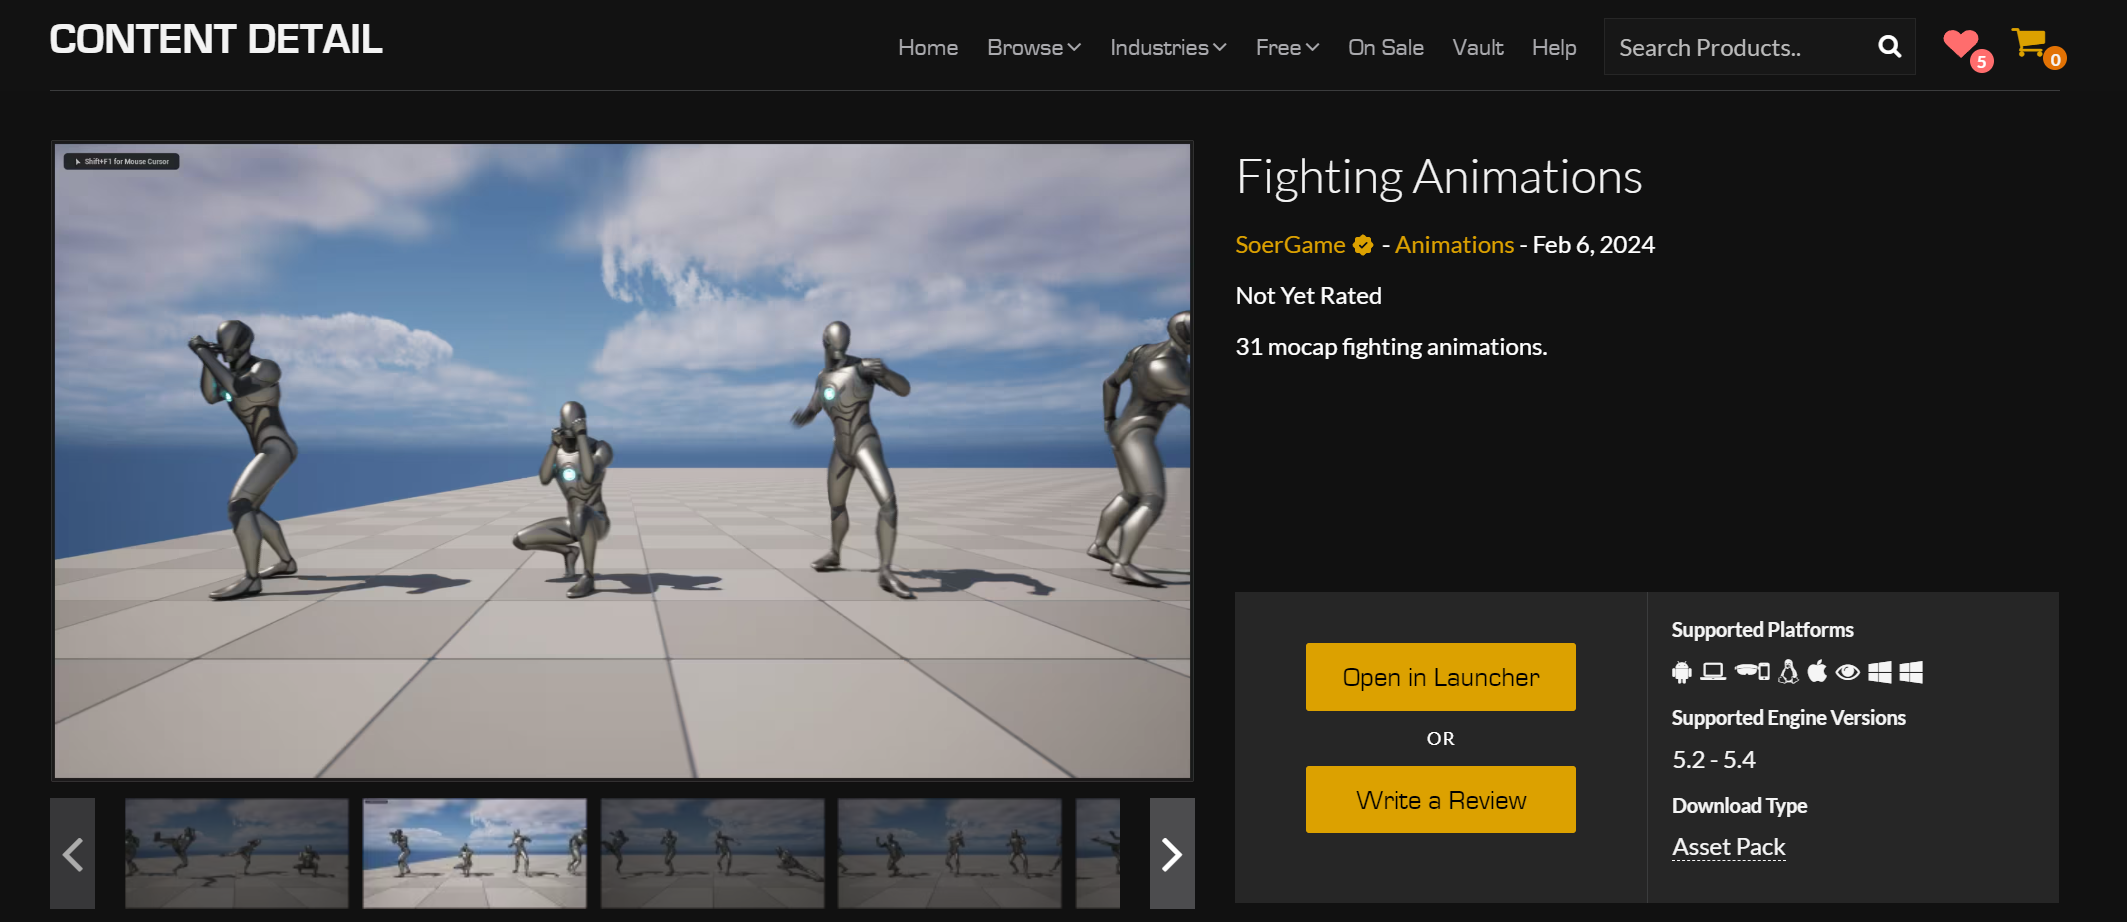 CONTENT DETAIL
Home
Browse
Industries
Free
On Sale
Vault
Help
Search Products..
5
0
Shift+F1 for Mouse Cursor
Fighting Animations
SoerGame - Animations - Feb 6, 2024
Not Yet Rated
31 mocap fighting animations.
Open in Launcher
OR
Write a Review
Supported Platforms
Supported Engine Versions
5.2 - 5.4
Download Type
Asset Pack